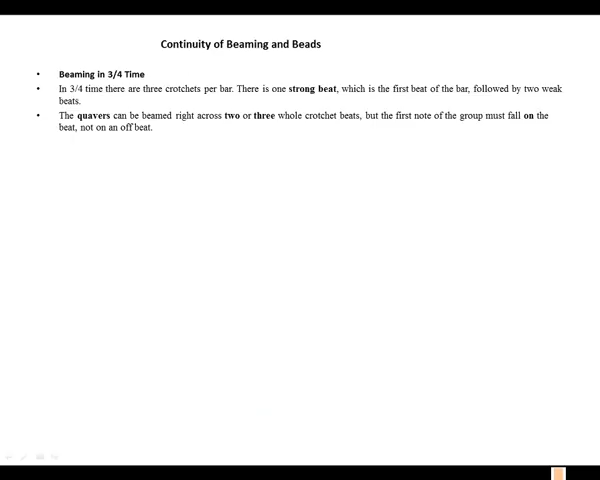 Continuity of Beaming and Beads
• Beaming in 3/4 Time
• In 3/4 time there are three crotchets per bar. There is one strong beat, which is the first beat of the bar, followed by two weak
beats.
• The quavers can be beamed right across two or three whole crotchet beats, but the first note of the group must fall on the
beat, not on an off beat.